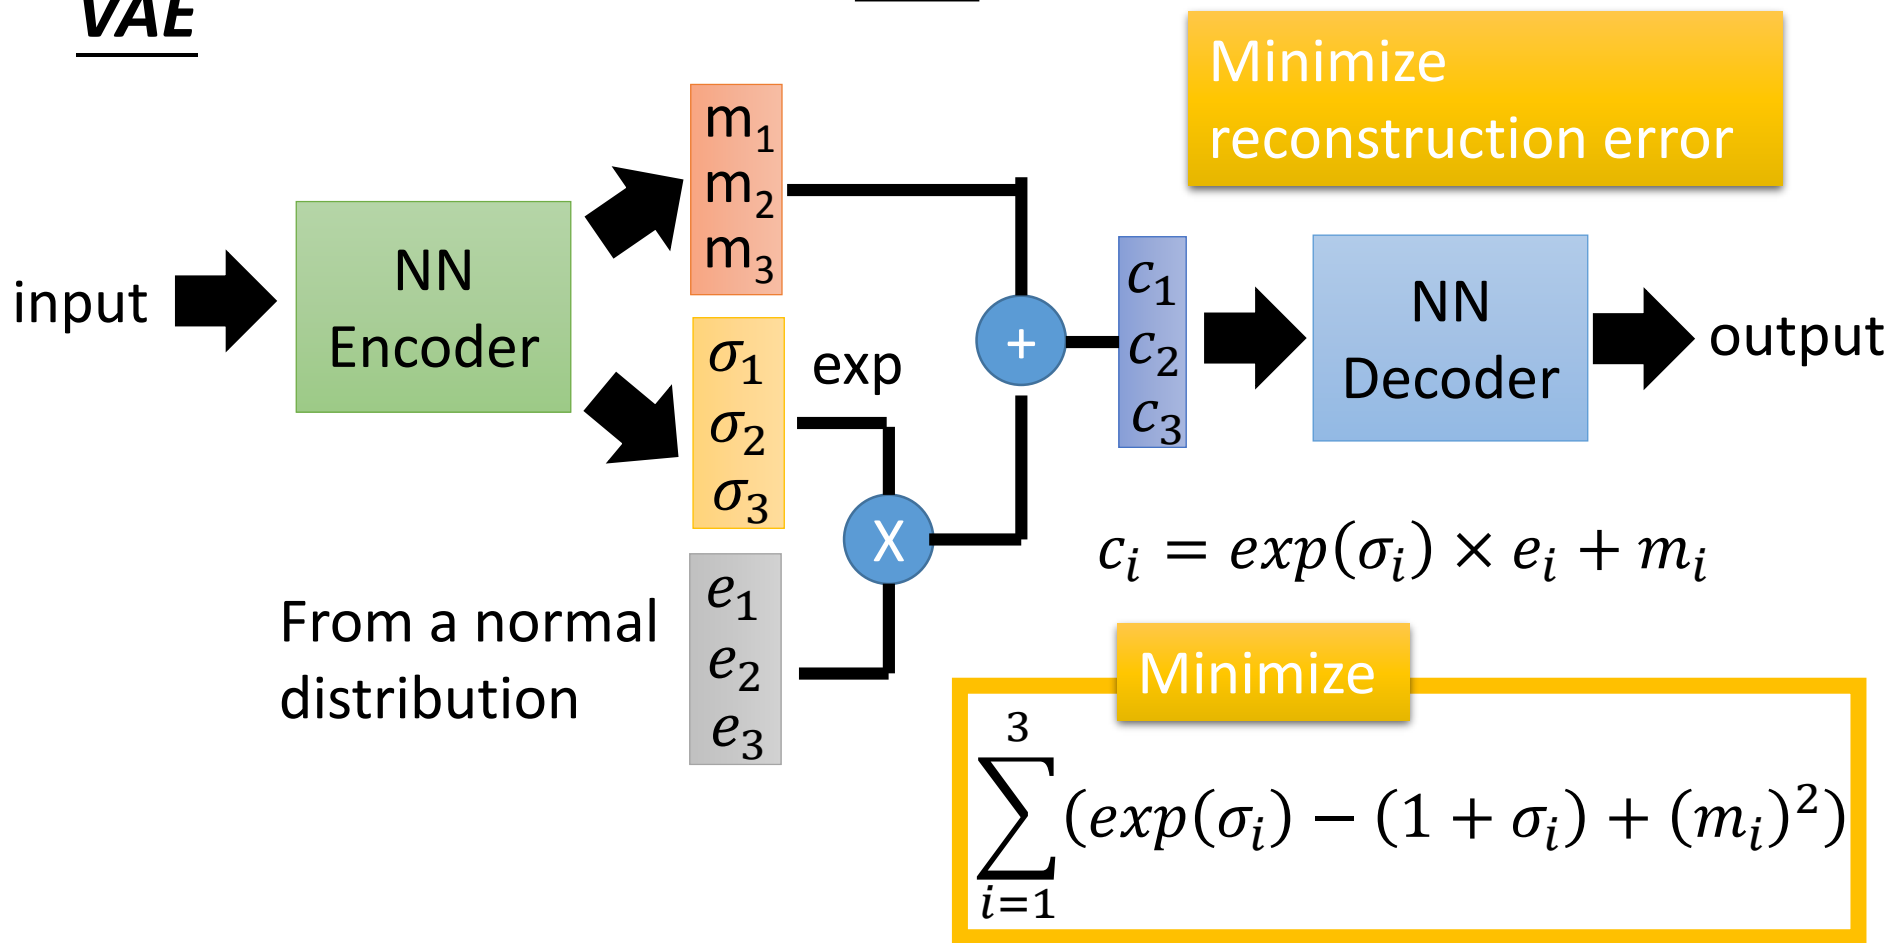 VAE
Minimize
reconstruction error
m₁
m₂
m₃
input
NN
Encoder
σ₁
σ₂
σ₃
exp
+
X
c₁
c₂
c₃
NN
Decoder
output
From a normal
distribution
e₁
e₂
e₃
cᵢ = exp(σᵢ) × eᵢ + mᵢ
Minimize
∑³ᵢ₌₁ (exp(σᵢ) − (1 + σᵢ) + (mᵢ)²)